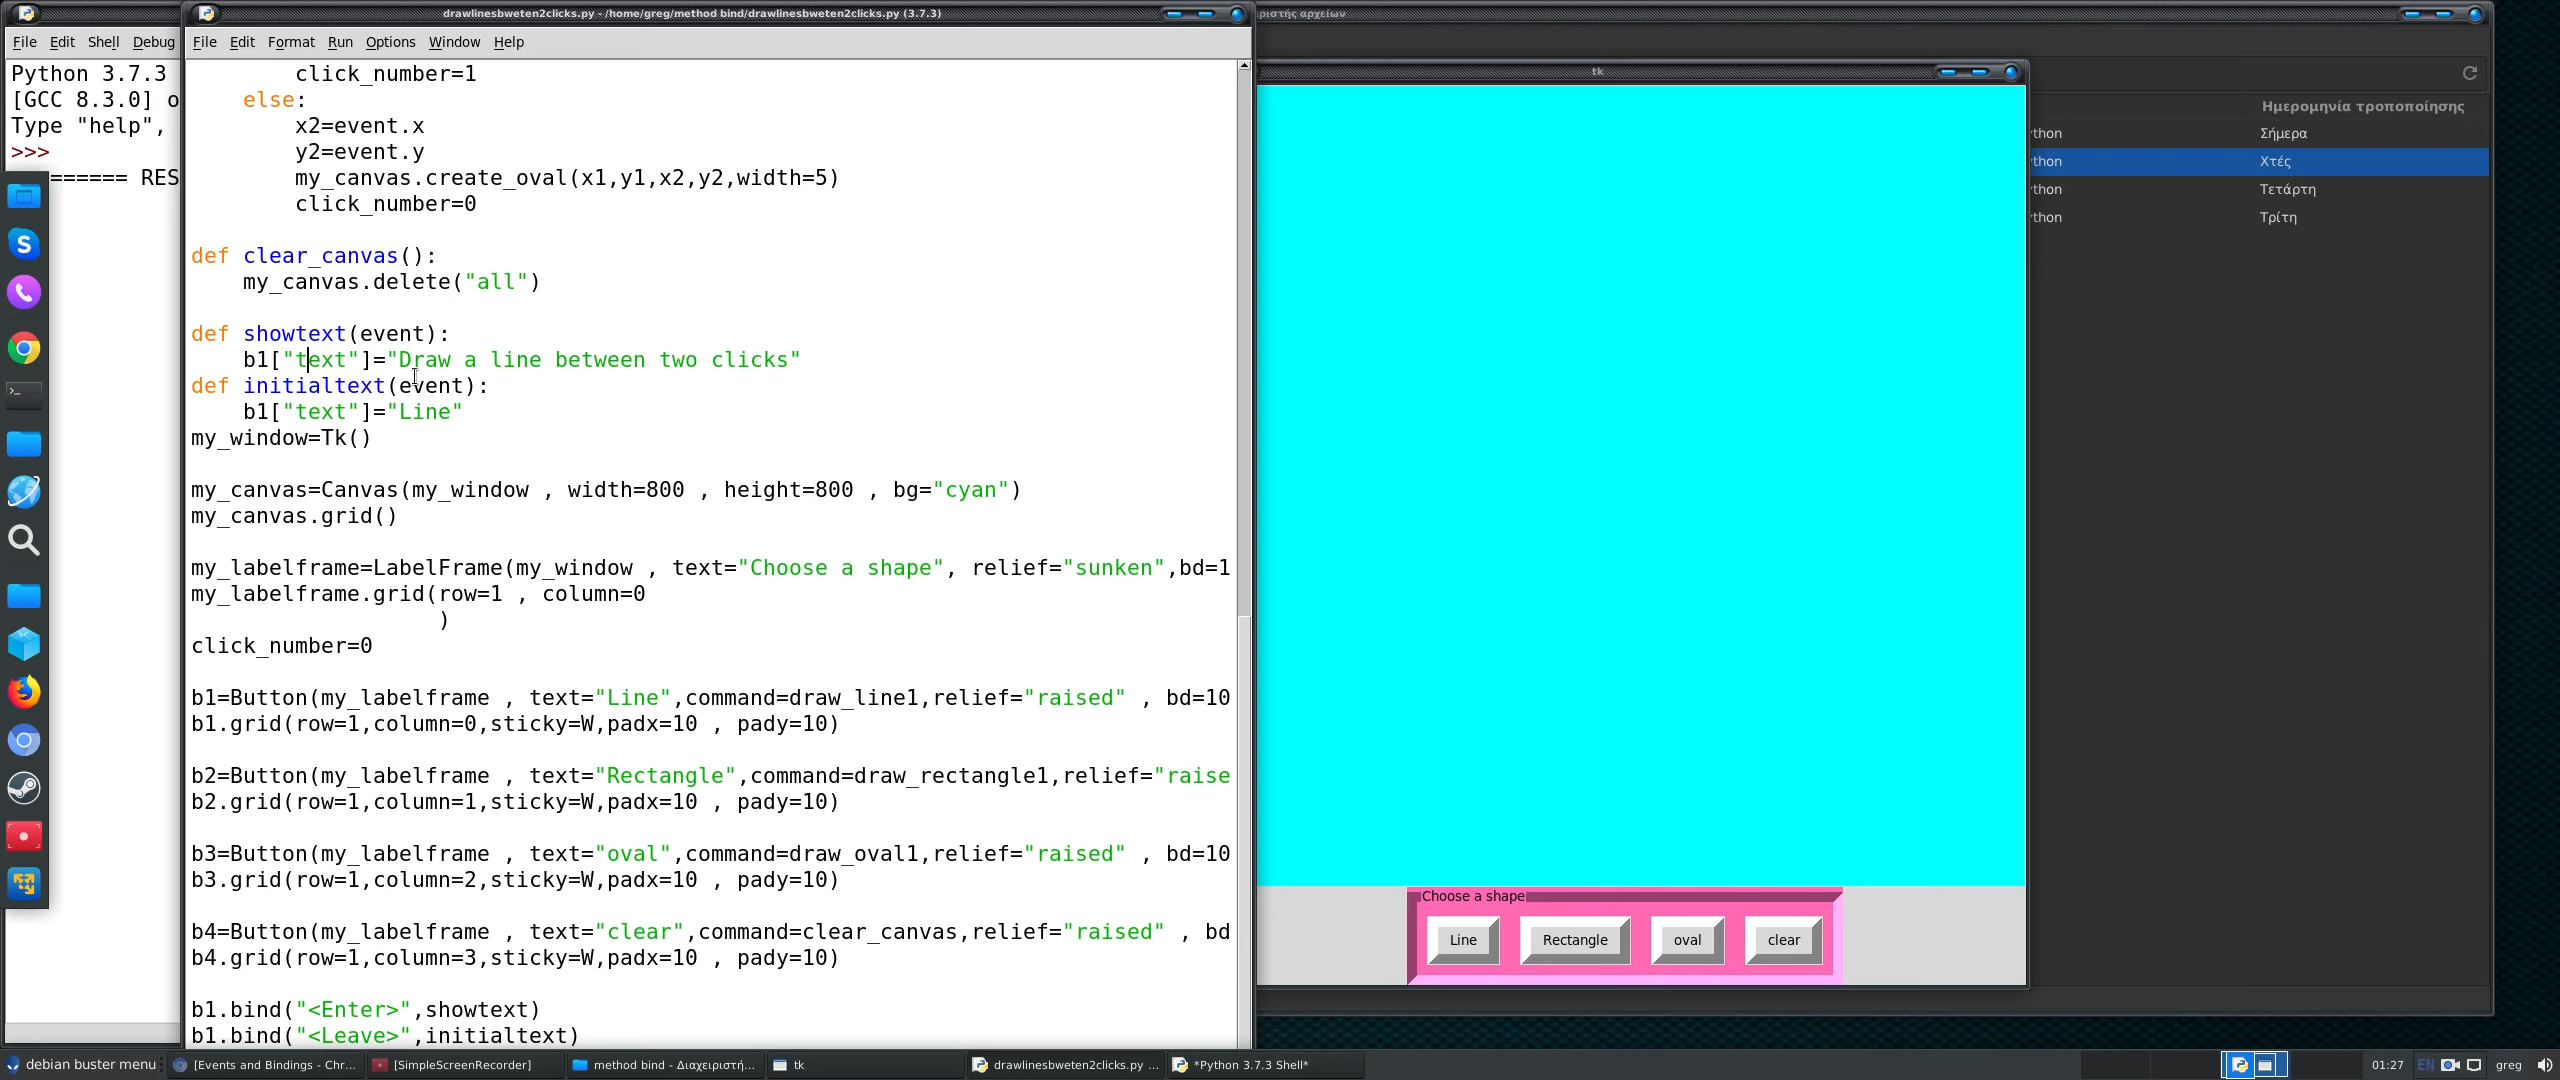 drawlinesbweten2clicks.py - /home/greg/method bind/drawlinesbweten2clicks.py (3.7.3)
ριστής αρχείων
File Edit Shell Debug
File Edit Format Run Options Window Help
tk
Python 3.7.3
[GCC 8.3.0] o
Type "help",
>>>
====== RES
click_number=1
else:
x2=event.x
y2=event.y
my_canvas.create_oval(x1,y1,x2,y2,width=5)
click_number=0
def clear_canvas():
my_canvas.delete("all")
def showtext(event):
b1["text"]="Draw a line between two clicks"
def initialtext(event):
b1["text"]="Line"
my_window=Tk()
my_canvas=Canvas(my_window , width=800 , height=800 , bg="cyan")
my_canvas.grid()
my_labelframe=LabelFrame(my_window , text="Choose a shape", relief="sunken",bd=1
my_labelframe.grid(row=1 , column=0
)
click_number=0
b1=Button(my_labelframe , text="Line",command=draw_line1,relief="raised" , bd=10
b1.grid(row=1,column=0,sticky=W,padx=10 , pady=10)
b2=Button(my_labelframe , text="Rectangle",command=draw_rectangle1,relief="raise
b2.grid(row=1,column=1,sticky=W,padx=10 , pady=10)
b3=Button(my_labelframe , text="oval",command=draw_oval1,relief="raised" , bd=10
b3.grid(row=1,column=2,sticky=W,padx=10 , pady=10)
b4=Button(my_labelframe , text="clear",command=clear_canvas,relief="raised" , bd
b4.grid(row=1,column=3,sticky=W,padx=10 , pady=10)
b1.bind("<Enter>",showtext)
b1.bind("<Leave>",initialtext)
Ημερομηνία τροποποίησης
thon Σήμερα
thon Χτές
thon Τετάρτη
thon Τρίτη
Choose a shape
Line Rectangle oval clear
debian buster menu [Events and Bindings - Chr... [SimpleScreenRecorder] method bind - Διαχειριστή... tk drawlinesbweten2clicks.py ... *Python 3.7.3 Shell* 01:27 EN greg